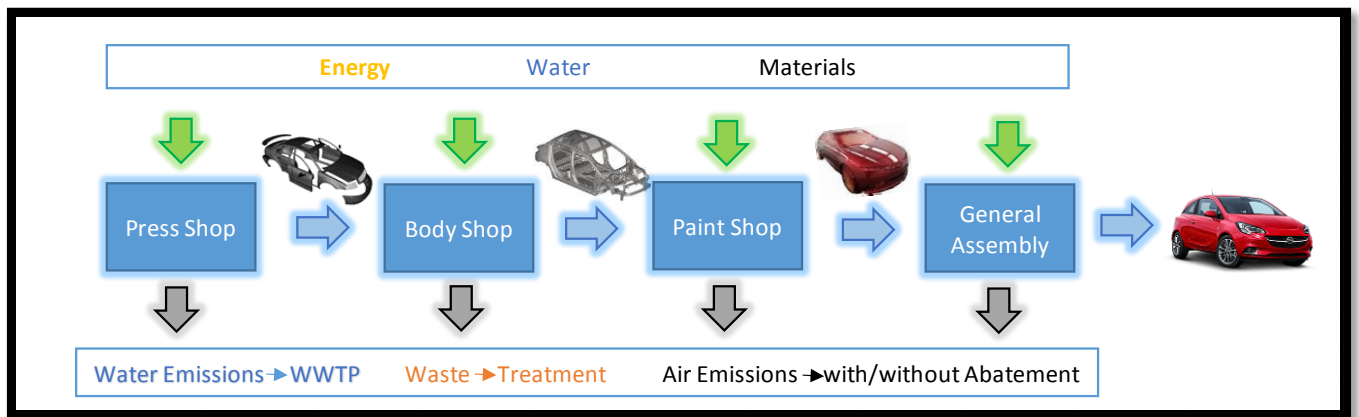 Energy Water Materials
Press Shop
Body Shop
Paint Shop
General
Assembly
Water Emissions→WWTP Waste→Treatment Air Emissions→with/without Abatement